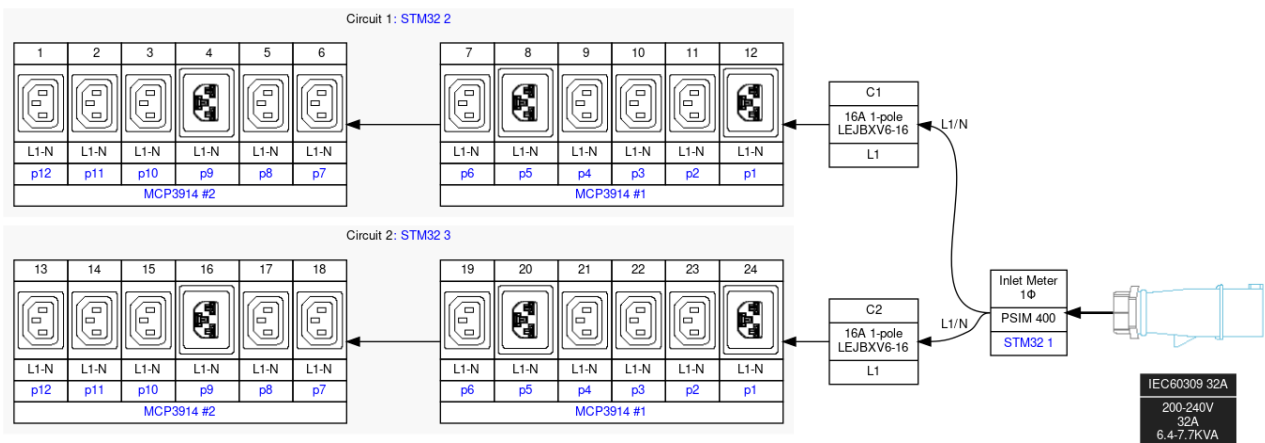 Circuit 1: STM32 2
1 2 3 4 5 6 7 8 9 10 11 12
L1-N L1-N L1-N L1-N L1-N L1-N L1-N L1-N L1-N L1-N L1-N L1-N
p12 p11 p10 p9 p8 p7 p6 p5 p4 p3 p2 p1
MCP3914 #2 MCP3914 #1
C1
16A 1-pole
LEJBXV6-16
L1
L1/N
Circuit 2: STM32 3
13 14 15 16 17 18 19 20 21 22 23 24
L1-N L1-N L1-N L1-N L1-N L1-N L1-N L1-N L1-N L1-N L1-N L1-N
p12 p11 p10 p9 p8 p7 p6 p5 p4 p3 p2 p1
MCP3914 #2 MCP3914 #1
C2
16A 1-pole
LEJBXV6-16
L1
L1/N
Inlet Meter
1Φ
PSIM 400
STM32 1
IEC60309 32A
200-240V
32A
6.4-7.7KVA